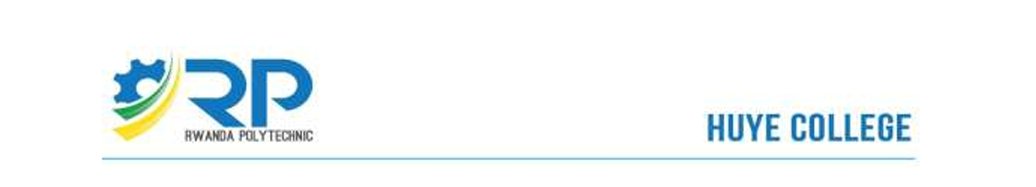 RP
RWANDA POLYTECHNIC
HUYE COLLEGE